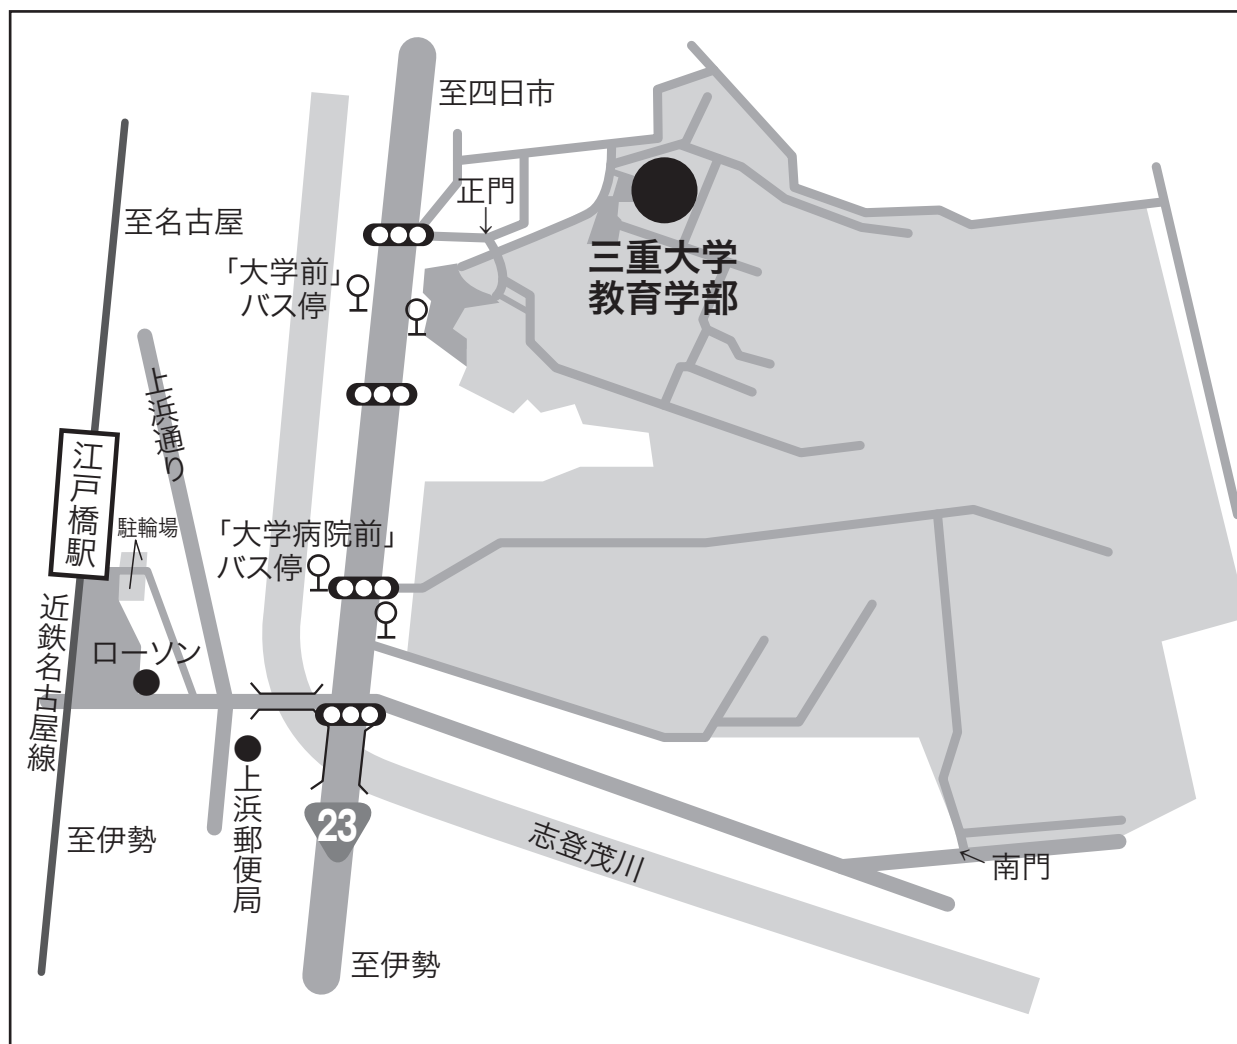 至四日市
正門
至名古屋
「大学前」
バス停
三重大学
教育学部
上浜通り
江戸橋駅
駐輪場
「大学病院前」
バス停
近鉄名古屋線
ローソン
上浜郵便局
23
至伊勢
志登茂川
南門
至伊勢